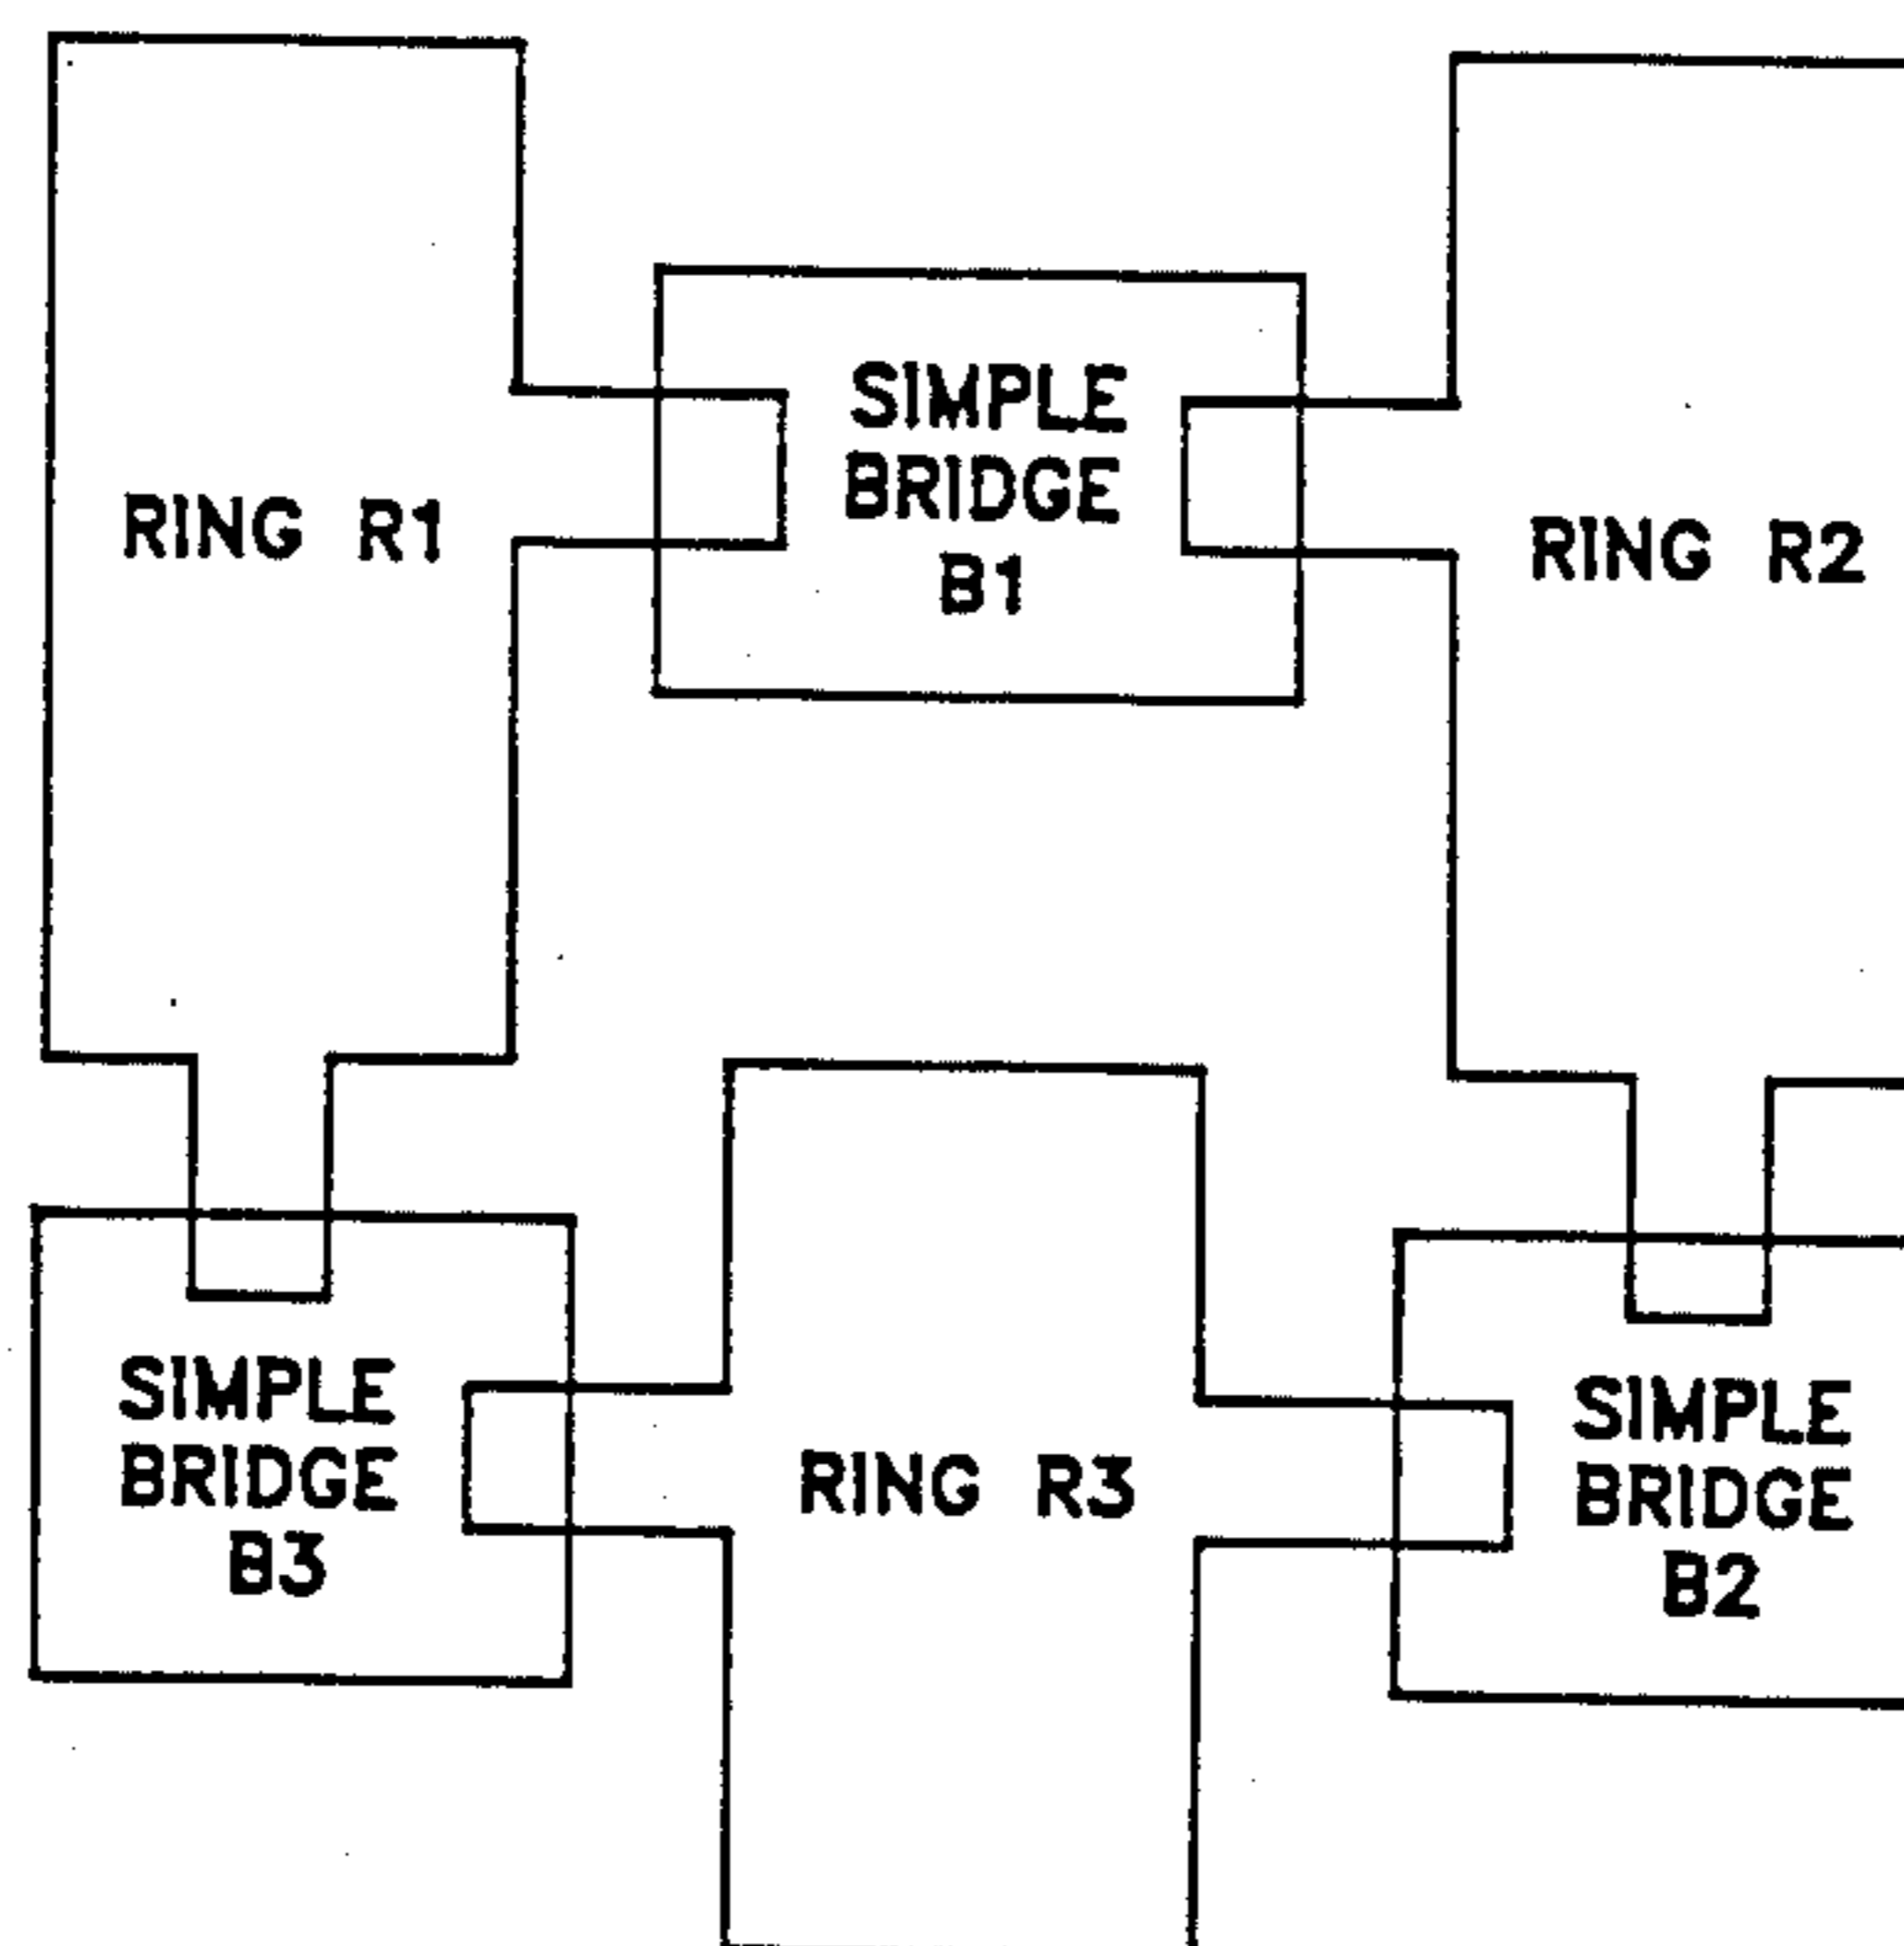 SIMPLE
BRIDGE
B1
RING R1
RING R2
SIMPLE
BRIDGE
B3
RING R3
SIMPLE
BRIDGE
B2